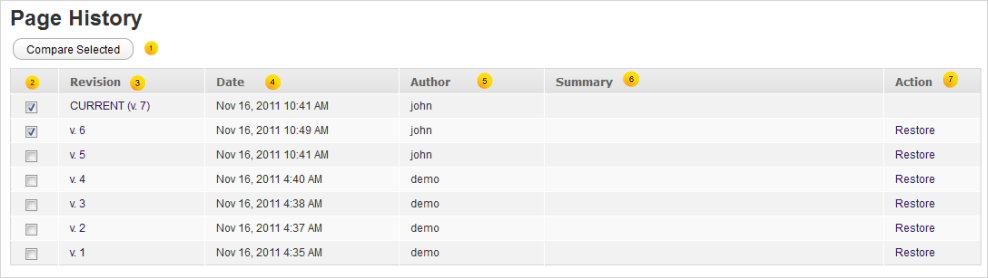 Page History
Compare Selected 1
2 Revision 3 Date 4 Author 5 Summary 6 Action 7
CURRENT (v. 7) Nov 16, 2011 10:41 AM john
v. 6 Nov 16, 2011 10:49 AM john Restore
v. 5 Nov 16, 2011 10:41 AM john Restore
v. 4 Nov 16, 2011 4:40 AM demo Restore
v. 3 Nov 16, 2011 4:38 AM demo Restore
v. 2 Nov 16, 2011 4:37 AM demo Restore
v. 1 Nov 16, 2011 4:35 AM demo Restore